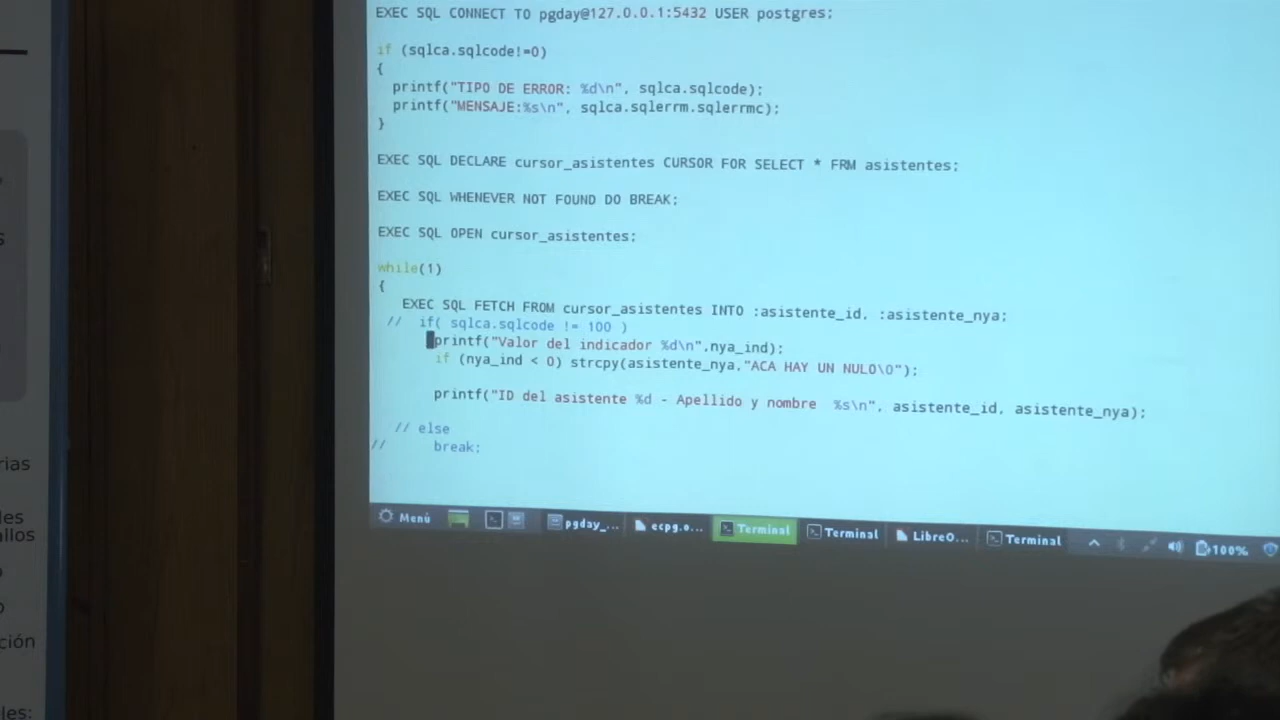 EXEC SQL CONNECT TO pgday@127.0.0.1:5432 USER postgres;
if (sqlca.sqlcode!=0)
{
printf("TIPO DE ERROR: %d\n", sqlca.sqlcode);
printf("MENSAJE:%s\n", sqlca.sqlerrm.sqlerrmc);
}
EXEC SQL DECLARE cursor_asistentes CURSOR FOR SELECT * FRM asistentes;
EXEC SQL WHENEVER NOT FOUND DO BREAK;
EXEC SQL OPEN cursor_asistentes;
while(1)
{
EXEC SQL FETCH FROM cursor_asistentes INTO :asistente_id, :asistente_nya;
// if( sqlca.sqlcode != 100 )
printf("Valor del indicador %d\n",nya_ind);
if (nya_ind < 0) strcpy(asistente_nya,"ACA HAY UN NULO\0");
printf("ID del asistente %d - Apellido y nombre %s\n", asistente_id, asistente_nya);
// else
// break;
Menú pgday_... ecpg.o... Terminal Terminal LibreO... Terminal 100%
rias
les
allos
o
o
ción
les: